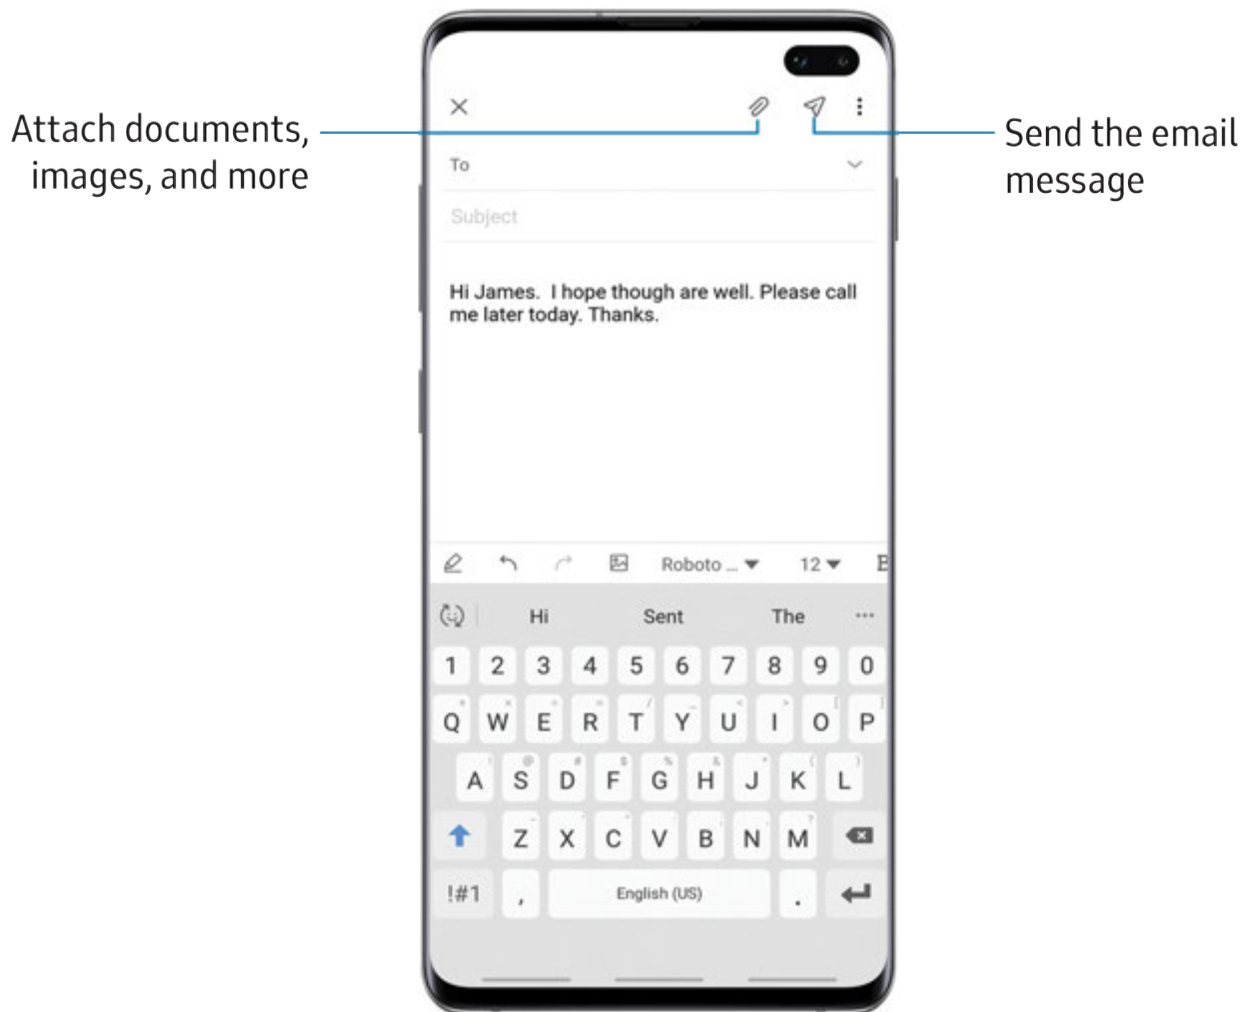 Attach documents,
images, and more
Send the email
message
To
Subject
Hi James.  I hope though are well. Please call
me later today. Thanks.
Roboto ... 12 B
Hi Sent The ...
1 2 3 4 5 6 7 8 9 0
Q W E R T Y U I O P
A S D F G H J K L
Z X C V B N M
!#1 , English (US) .